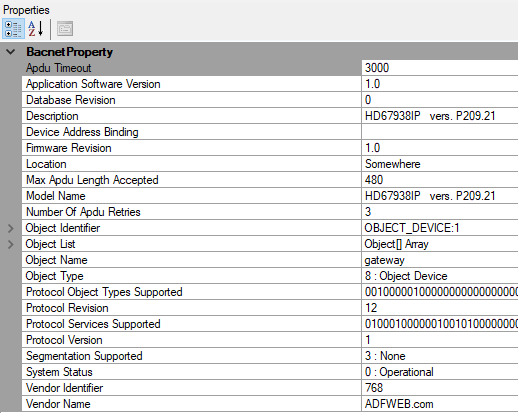 Properties
BacnetProperty
Apdu Timeout 3000
Application Software Version 1.0
Database Revision 0
Description HD67938IP vers. P209.21
Device Address Binding
Firmware Revision 1.0
Location Somewhere
Max Apdu Length Accepted 480
Model Name HD67938IP vers. P209.21
Number Of Apdu Retries 3
Object Identifier OBJECT_DEVICE:1
Object List Object[] Array
Object Name gateway
Object Type 8 : Object Device
Protocol Object Types Supported
Protocol Revision 12
Protocol Services Supported
Protocol Version 1
Segmentation Supported 3 : None
System Status 0 : Operational
Vendor Identifier 768
Vendor Name ADFWEB.com